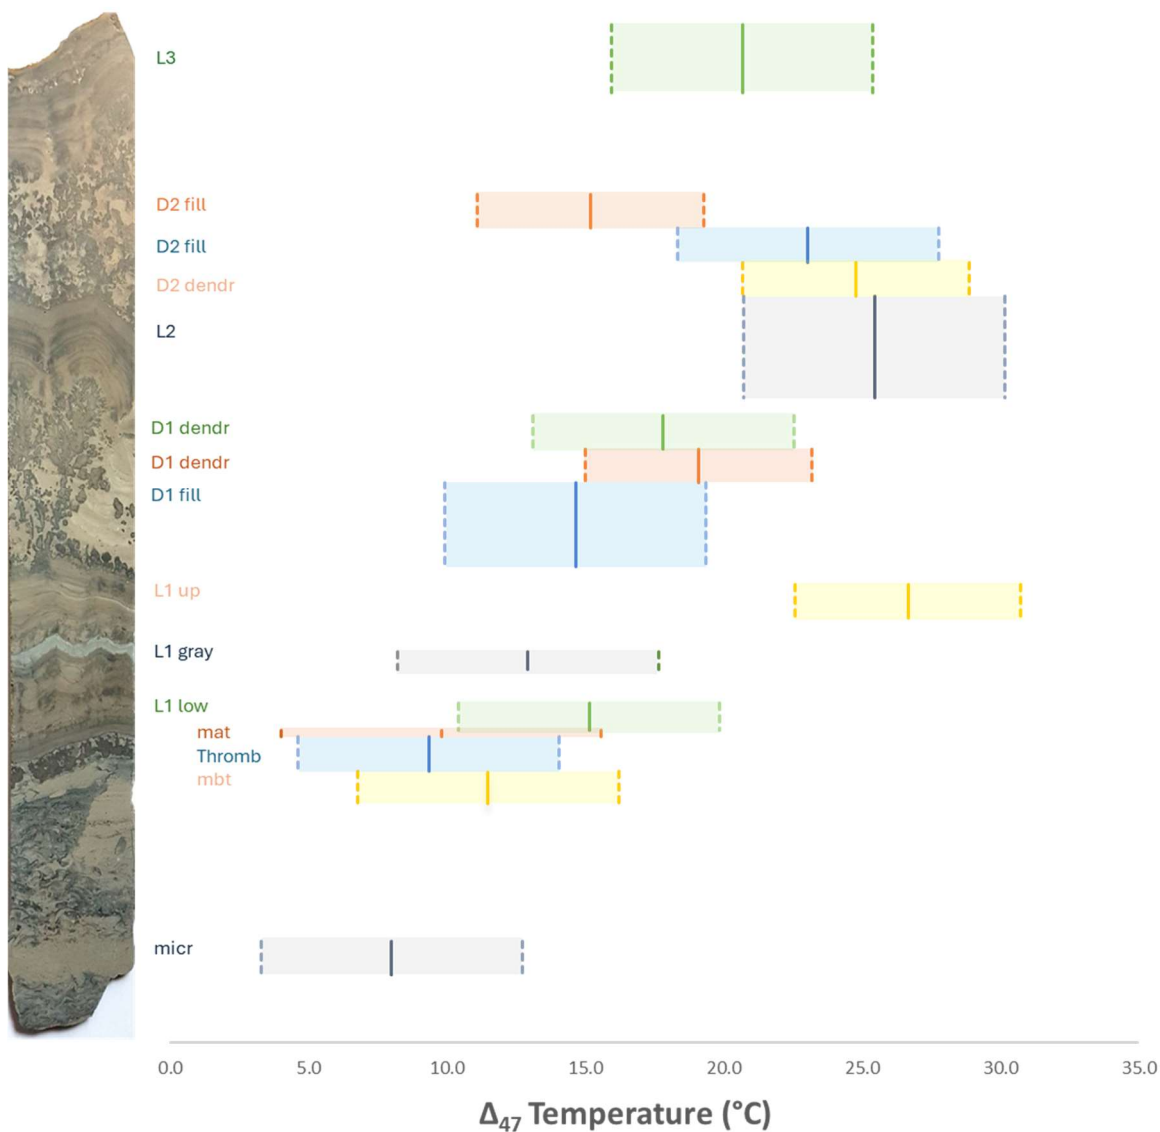 L3
D2 fill
D2 fill
D2 dendr
L2
D1 dendr
D1 dendr
D1 fill
L1 up
L1 gray
L1 low
mat
Thromb
mbt
micr
0.0 5.0 10.0 15.0 20.0 25.0 30.0 35.0
Δ47 Temperature (°C)